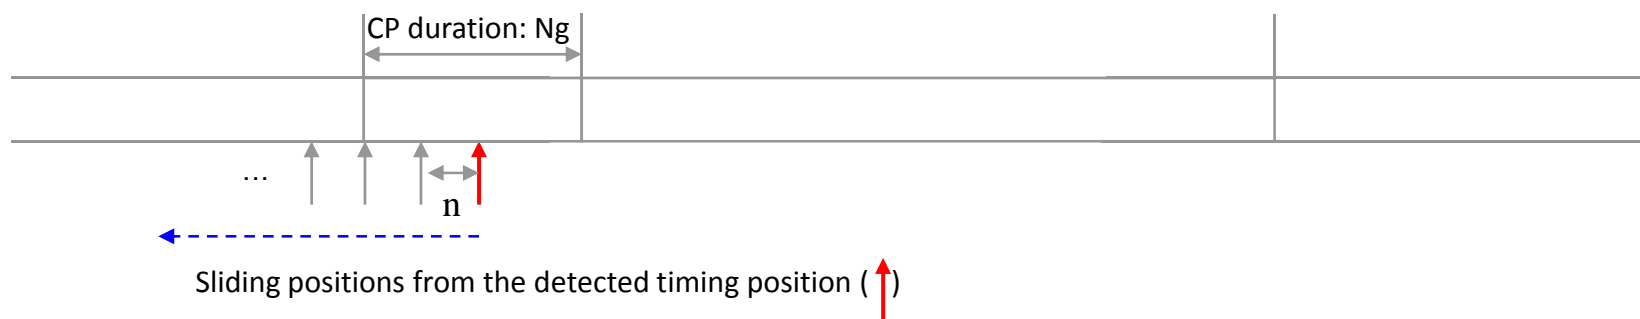 CP duration: Ng
...
n
Sliding positions from the detected timing position ( )